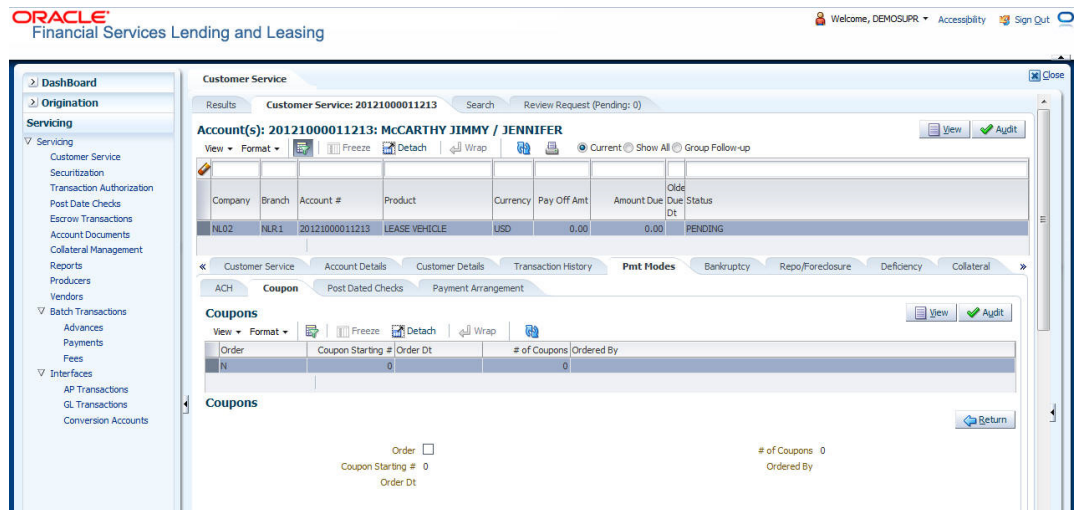 ORACLE
Financial Services Lending and Leasing
Welcome, DEMOSUPR Accessibility Sign Out
Close
DashBoard
Origination
Servicing
Servicing
Customer Service
Securitization
Transaction Authorization
Post Date Checks
Escrow Transactions
Account Documents
Collateral Management
Reports
Producers
Vendors
Batch Transactions
Advances
Payments
Fees
Interfaces
AP Transactions
GL Transactions
Conversion Accounts
Customer Service
Results Customer Service: 20121000011213 Search Review Request (Pending: 0)
Account(s): 20121000011213: McCARTHY JIMMY / JENNIFER
View Audit
View Format Freeze Detach Wrap Current Show All Group Follow-up
Company Branch Account # Product Currency Pay Off Amt Amount Due Olde Due Dt Status
NL02 NLR1 20121000011213 LEASE VEHICLE USD 0.00 0.00 PENDING
« Customer Service Account Details Customer Details Transaction History Pmt Modes Bankruptcy Repo/Foreclosure Deficiency Collateral »
ACH Coupon Post Dated Checks Payment Arrangement
Coupons
View Audit
View Format Freeze Detach Wrap
Order Coupon Starting # Order Dt # of Coupons Ordered By
N 0 0
Coupons
Return
Order # of Coupons 0
Coupon Starting # 0 Ordered By
Order Dt